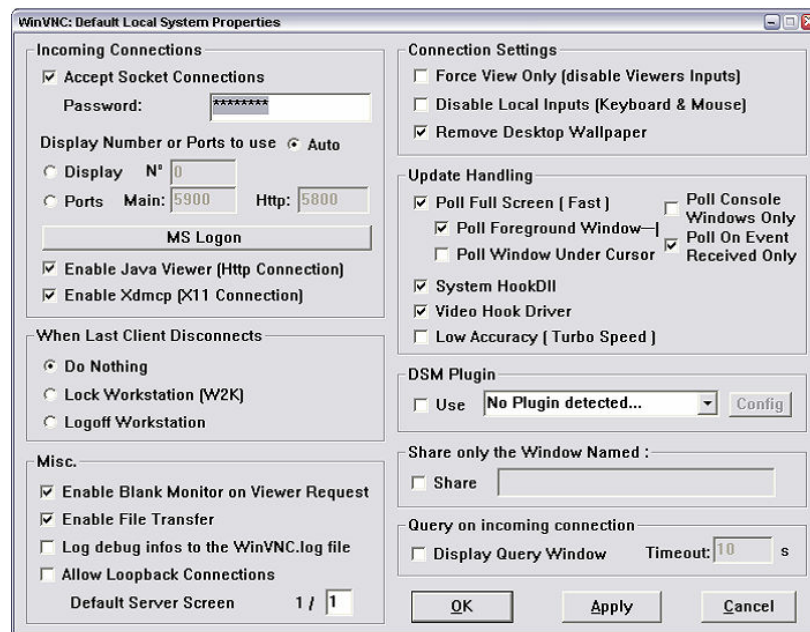 WinVNC: Default Local System Properties
Incoming Connections
Accept Socket Connections
Password: ********
Display Number or Ports to use Auto
Display N° 0
Ports Main: 5900 Http: 5800
MS Logon
Enable Java Viewer (Http Connection)
Enable Xdmcp (X11 Connection)
When Last Client Disconnects
Do Nothing
Lock Workstation (W2K)
Logoff Workstation
Misc.
Enable Blank Monitor on Viewer Request
Enable File Transfer
Log debug infos to the WinVNC.log file
Allow Loopback Connections
Default Server Screen 1 / 1
Connection Settings
Force View Only (disable Viewers Inputs)
Disable Local Inputs (Keyboard & Mouse)
Remove Desktop Wallpaper
Update Handling
Poll Full Screen ( Fast )
Poll Foreground Window
Poll Window Under Cursor
Poll Console
Windows Only
Poll On Event
Received Only
System HookDll
Video Hook Driver
Low Accuracy ( Turbo Speed )
DSM Plugin
Use No Plugin detected... Config
Share only the Window Named :
Share
Query on incoming connection
Display Query Window Timeout: 10 s
OK Apply Cancel